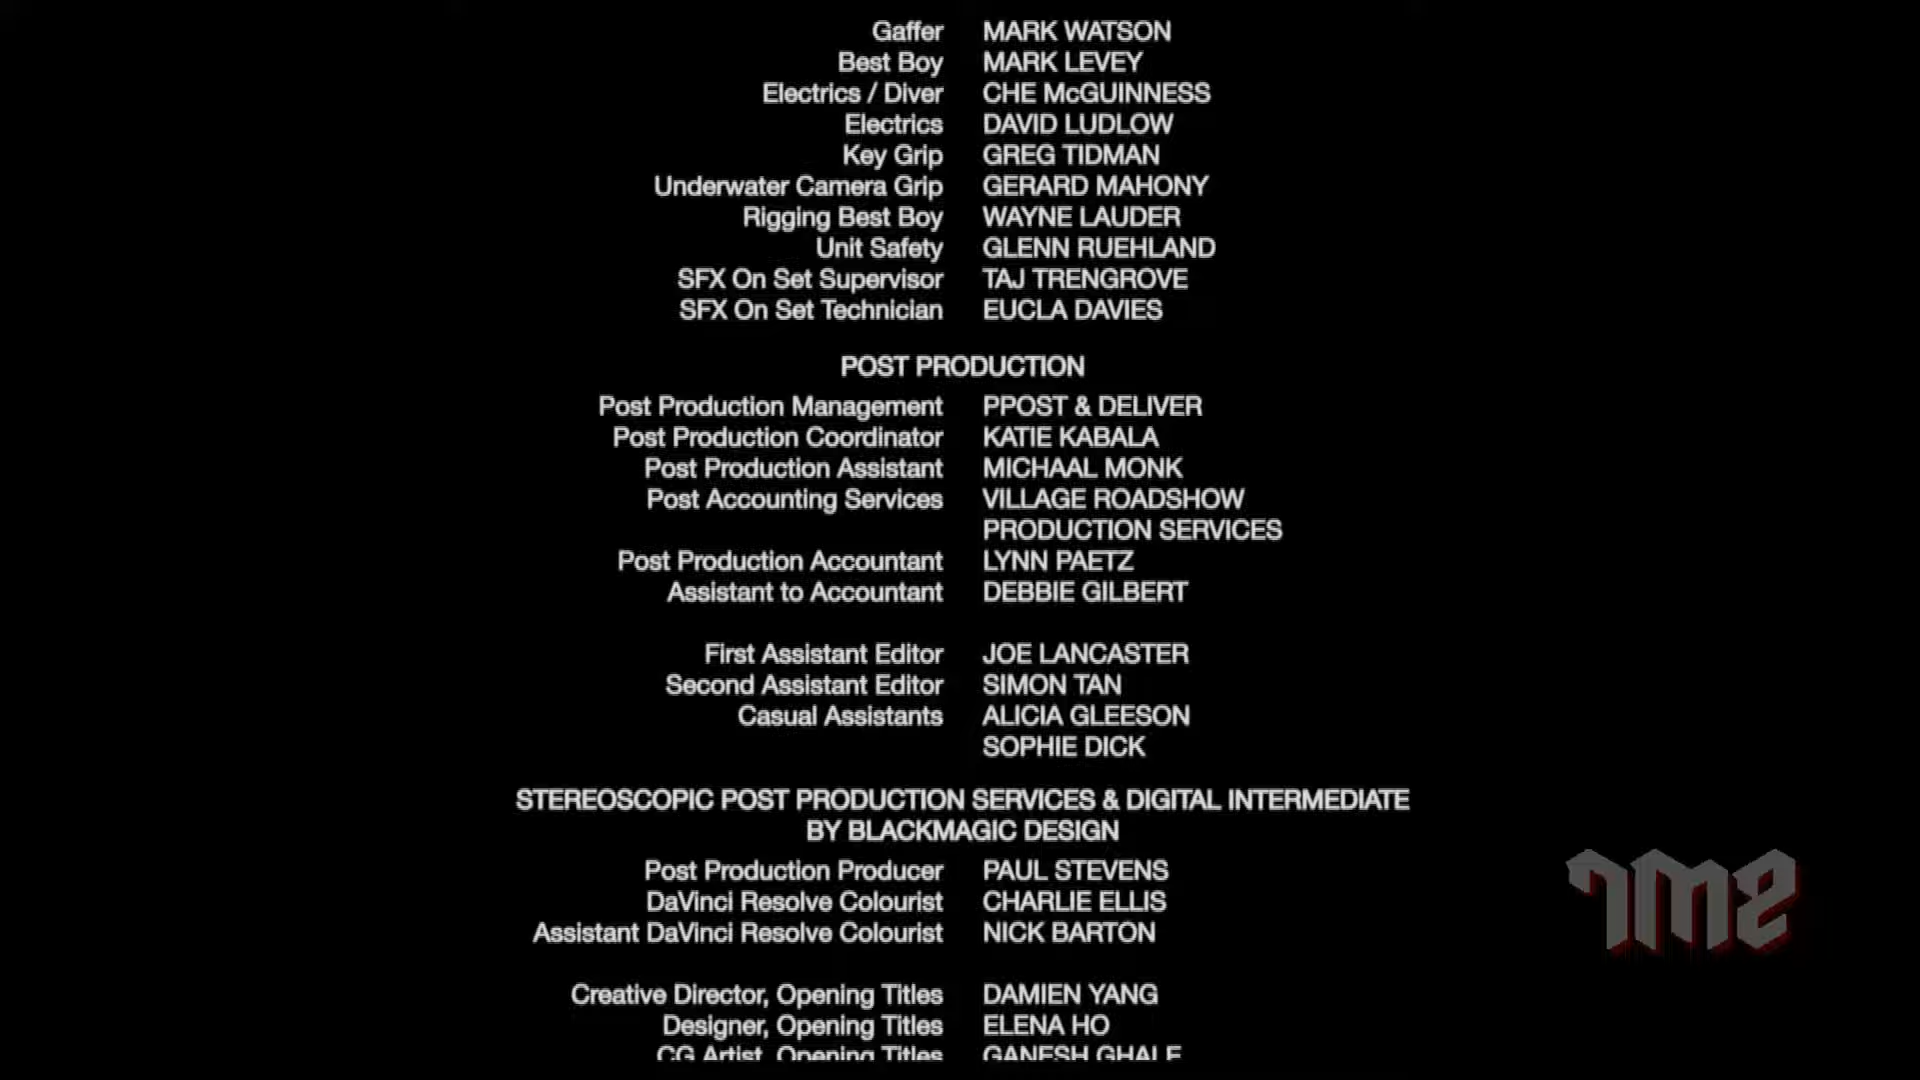 Gaffer MARK WATSON
Best Boy MARK LEVEY
Electrics / Diver CHE McGUINNESS
Electrics DAVID LUDLOW
Key Grip GREG TIDMAN
Underwater Camera Grip GERARD MAHONY
Rigging Best Boy WAYNE LAUDER
Unit Safety GLENN RUEHLAND
SFX On Set Supervisor TAJ TRENGROVE
SFX On Set Technician EUCLA DAVIES
POST PRODUCTION
Post Production Management PPOST & DELIVER
Post Production Coordinator KATIE KABALA
Post Production Assistant MICHAAL MONK
Post Accounting Services VILLAGE ROADSHOW
PRODUCTION SERVICES
Post Production Accountant LYNN PAETZ
Assistant to Accountant DEBBIE GILBERT
First Assistant Editor JOE LANCASTER
Second Assistant Editor SIMON TAN
Casual Assistants ALICIA GLEESON
SOPHIE DICK
STEREOSCOPIC POST PRODUCTION SERVICES & DIGITAL INTERMEDIATE
BY BLACKMAGIC DESIGN
Post Production Producer PAUL STEVENS
DaVinci Resolve Colourist CHARLIE ELLIS
Assistant DaVinci Resolve Colourist NICK BARTON
Creative Director, Opening Titles DAMIEN YANG
Designer, Opening Titles ELENA HO
CG Artist, Opening Titles GANESH GHALE